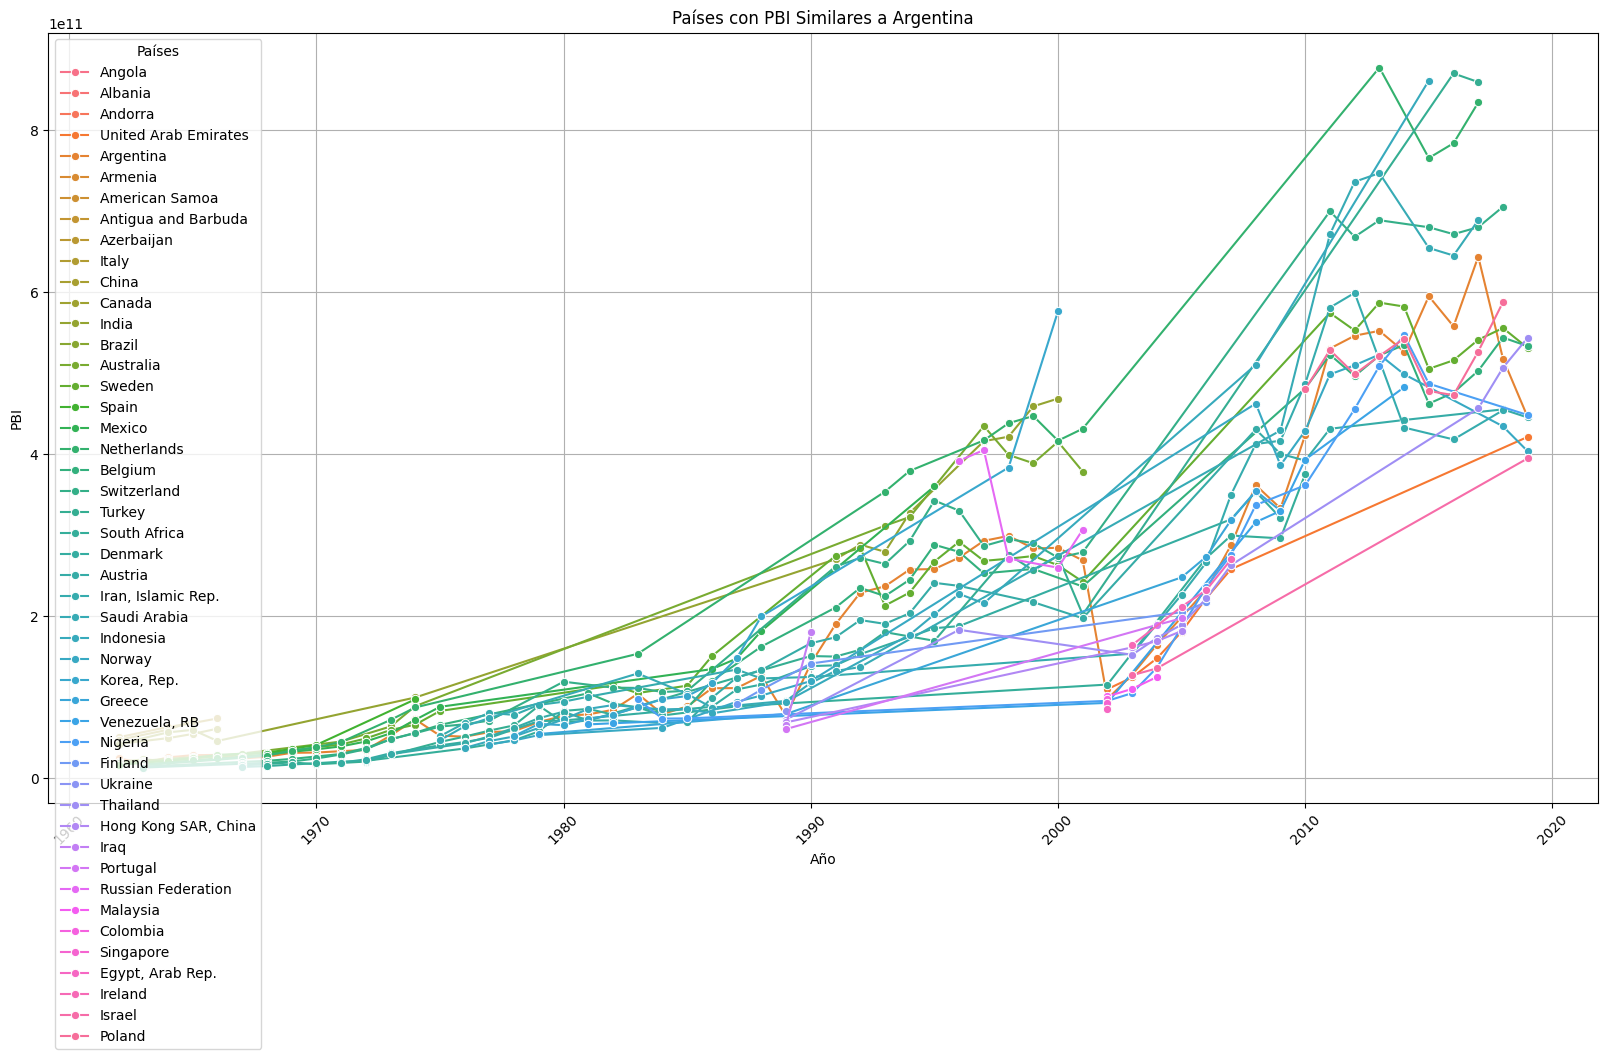 Países con PBI Similares a Argentina
1e11
Países
Angola
Albania
Andorra
United Arab Emirates
Argentina
Armenia
American Samoa
Antigua and Barbuda
Azerbaijan
Italy
China
Canada
India
Brazil
Australia
Sweden
Spain
Mexico
Netherlands
Belgium
Switzerland
Turkey
South Africa
Denmark
Austria
Iran, Islamic Rep.
Saudi Arabia
Indonesia
Norway
Korea, Rep.
Greece
Venezuela, RB
Nigeria
Finland
Ukraine
Thailand
Hong Kong SAR, China
Iraq
Portugal
Russian Federation
Malaysia
Colombia
Singapore
Egypt, Arab Rep.
Ireland
Israel
Poland
8
6
4
2
0
PBI
1960
1970
1980
1990
2000
2010
2020
Año